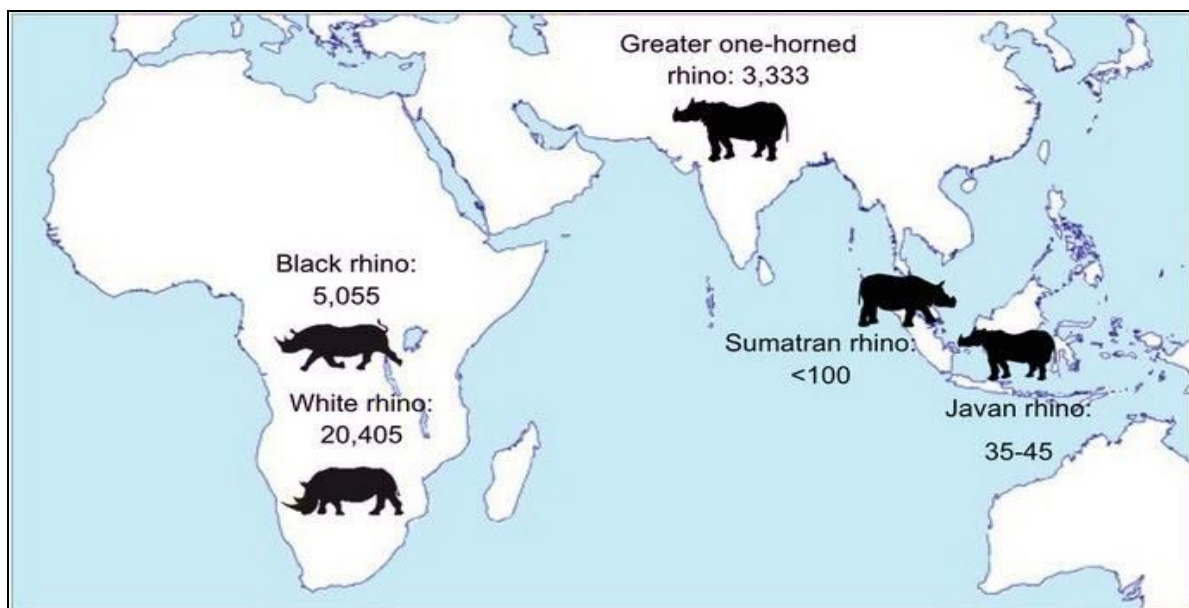 Greater one-horned
rhino: 3,333
Black rhino:
5,055
White rhino:
20,405
Sumatran rhino:
<100
Javan rhino:
35-45